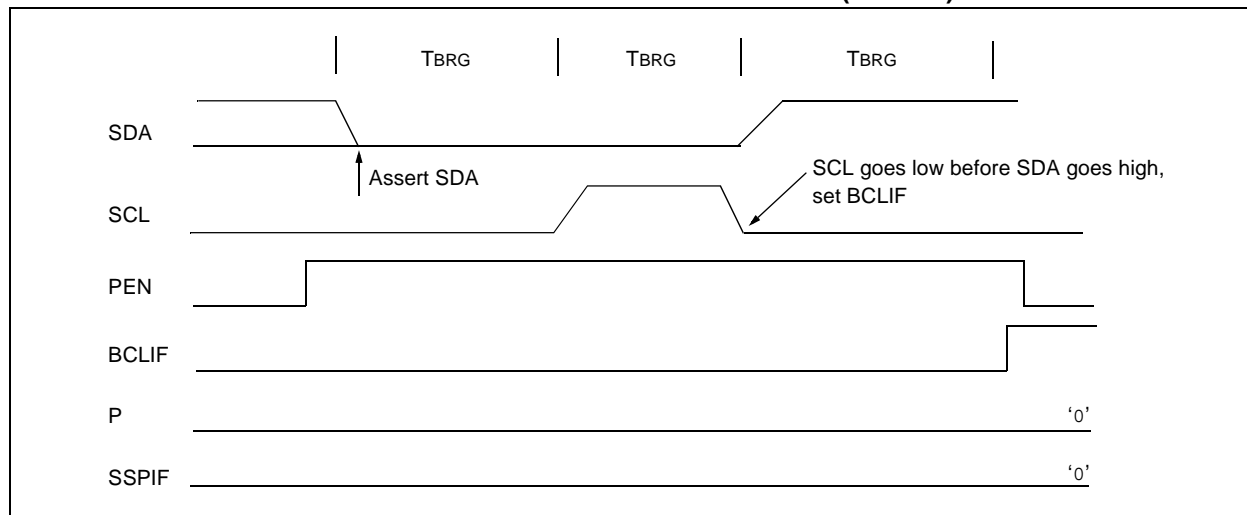 TBRG TBRG TBRG
SDA
Assert SDA
SCL goes low before SDA goes high,
set BCLIF
SCL
PEN
BCLIF
P '0'
SSPIF '0'